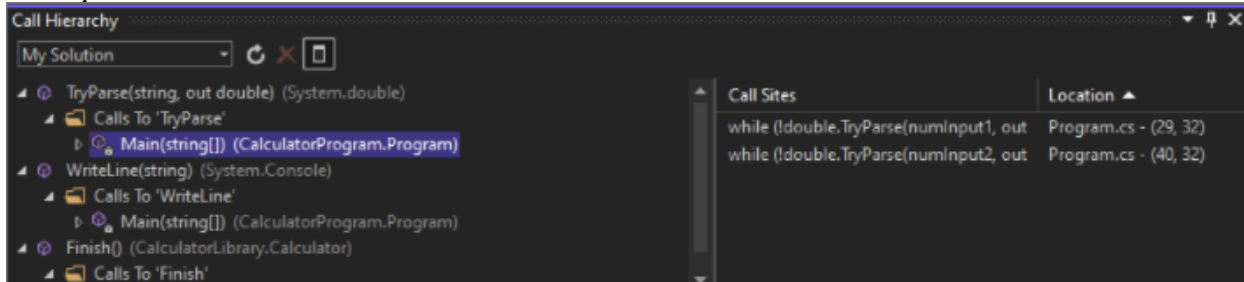 Call Hierarchy
My Solution
TryParse(string, out double) (System.double)
Calls To 'TryParse'
Main(string[]) (CalculatorProgram.Program)
WriteLine(string) (System.Console)
Calls To 'WriteLine'
Main(string[]) (CalculatorProgram.Program)
Finish() (CalculatorLibrary.Calculator)
Calls To 'Finish'
Call Sites Location
while (!double.TryParse(numInput1, out Program.cs - (29, 32)
while (!double.TryParse(numInput2, out Program.cs - (40, 32)